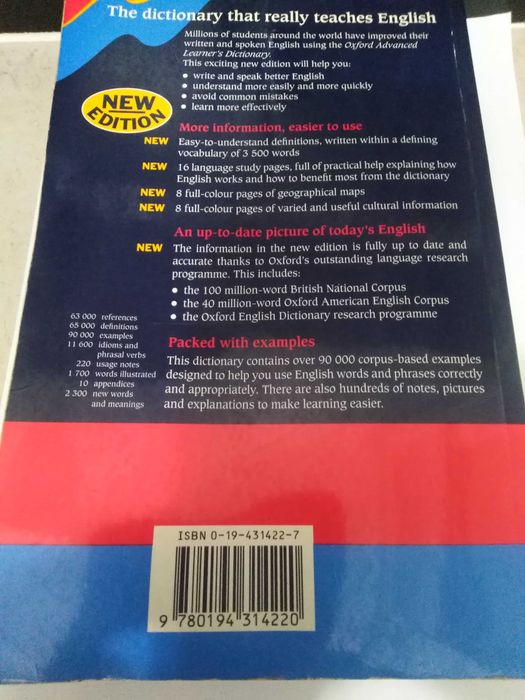 The dictionary that really teaches English
Millions of students around the world have improved their
written and spoken English using the Oxford Advanced
Learner's Dictionary.
This exciting new edition will help you:
• write and speak better English
• understand more easily and more quickly
• avoid common mistakes
• learn more effectively
NEW
EDITION
More information, easier to use
NEW Easy-to-understand definitions, written within a defining
vocabulary of 3 500 words
NEW 16 language study pages, full of practical help explaining how
English works and how to benefit most from the dictionary
NEW 8 full-colour pages of geographical maps
NEW 8 full-colour pages of varied and useful cultural information
An up-to-date picture of today's English
NEW The information in the new edition is fully up to date and
accurate thanks to Oxford's outstanding language research
programme. This includes:
• the 100 million-word British National Corpus
• the 40 million-word Oxford American English Corpus
• the Oxford English Dictionary research programme
63 000 references
65 000 definitions
90 000 examples
11 600 idioms and
phrasal verbs
220 usage notes
1 700 words illustrated
10 appendices
2 300 new words
and meanings
Packed with examples
This dictionary contains over 90 000 corpus-based examples
designed to help you use English words and phrases correctly
and appropriately. There are also hundreds of notes, pictures
and explanations to make learning easier.
ISBN 0-19-431422-7
9 780194 314220